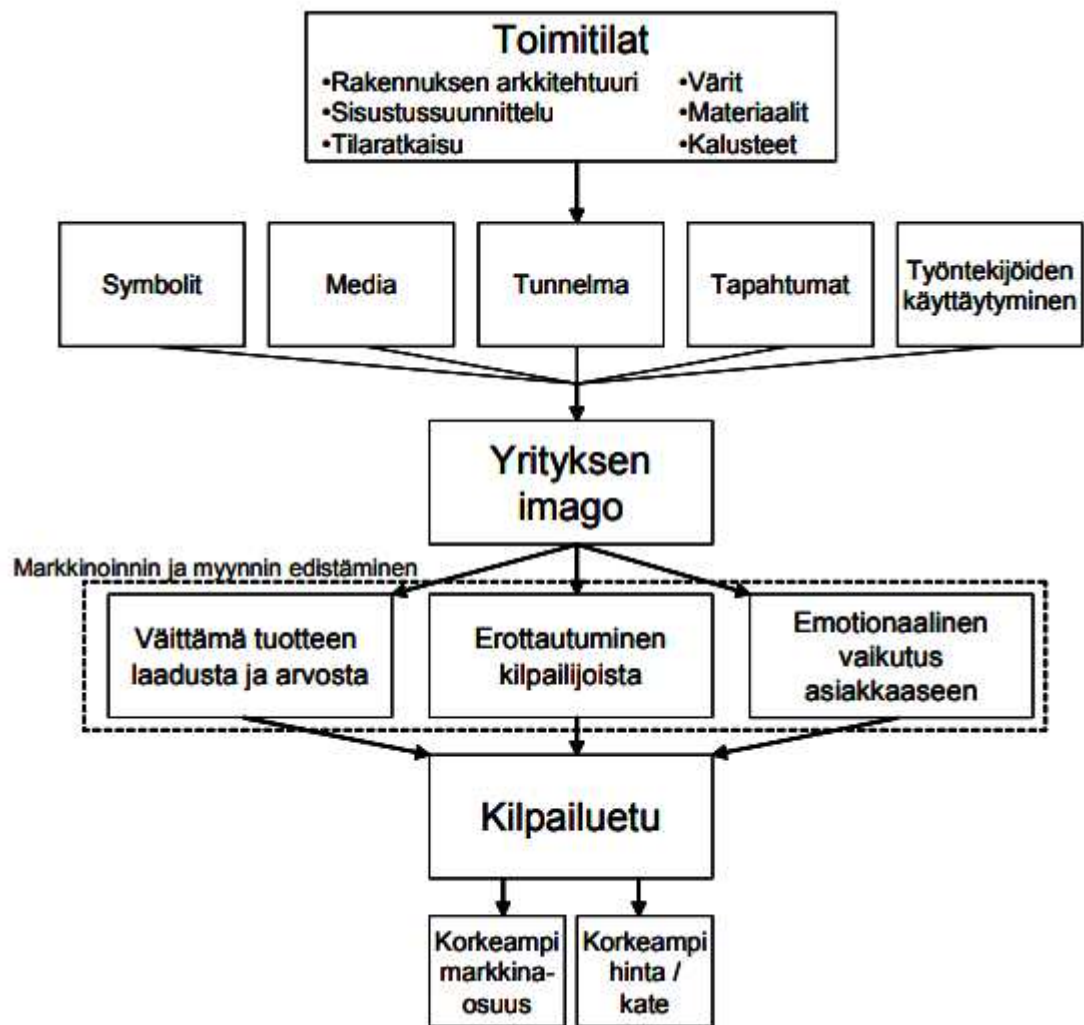 Toimitilat
•Rakennuksen arkkitehtuuri
•Sisustussuunnittelu
•Tilaratkaisu
•Värit
•Materiaalit
•Kalusteet
Symbolit
Media
Tunnelma
Tapahtumat
Työntekijöiden
käyttäytyminen
Yrityksen
imago
Markkinoinnin ja myynnin edistäminen
Väittämä tuotteen
laadusta ja arvosta
Erottautuminen
kilpailijoista
Emotionaalinen
vaikutus
asiakkaaseen
Kilpailuetu
Korkeampi
markkina-
osuus
Korkeampi
hinta /
kate